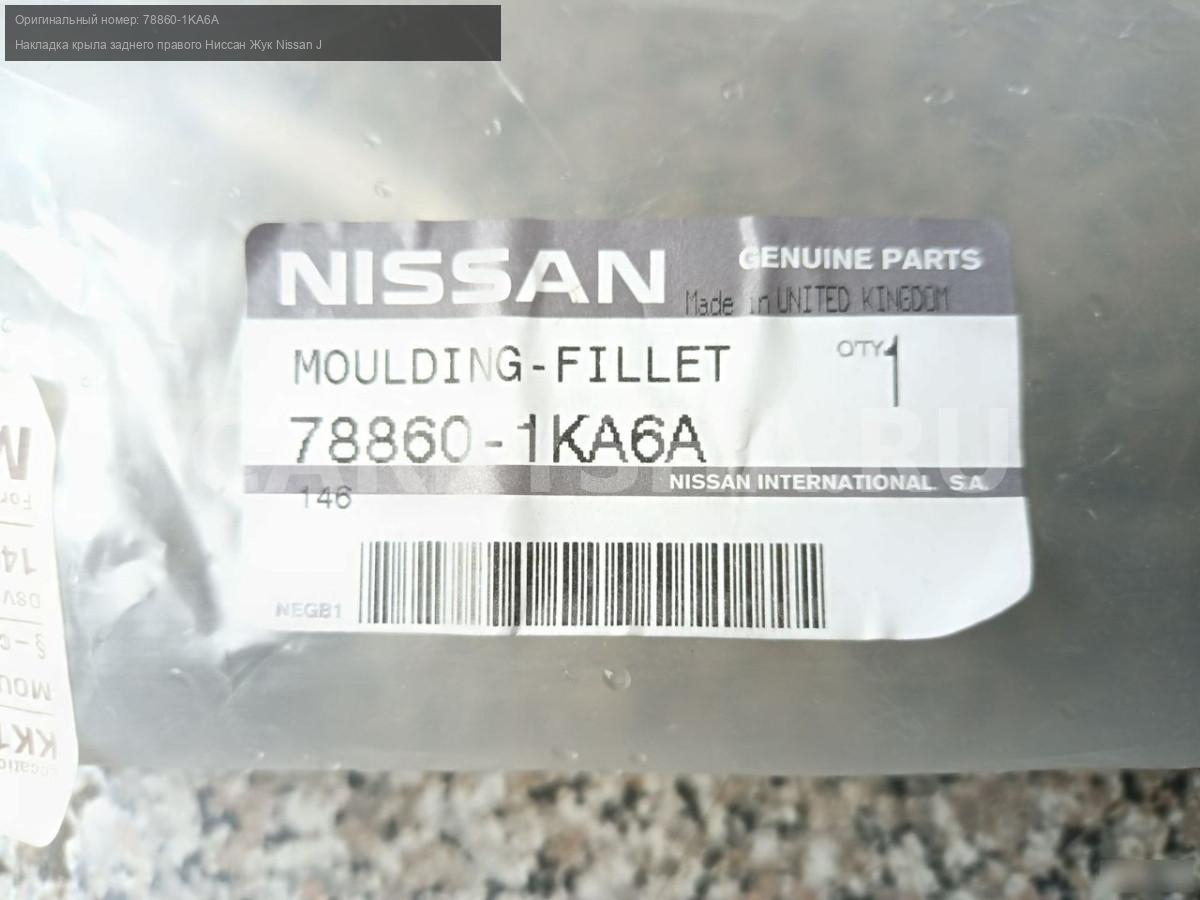 Оригинальный номер: 78860-1KA6A
Накладка крыла заднего правого Ниссан Жук Nissan J
NISSAN
GENUINE PARTS
Made in UNITED KINGDOM
MOULDING-FILLET
Q'TY 1
78860-1KA6A
NISSAN INTERNATIONAL S.A.
146
NEGB1